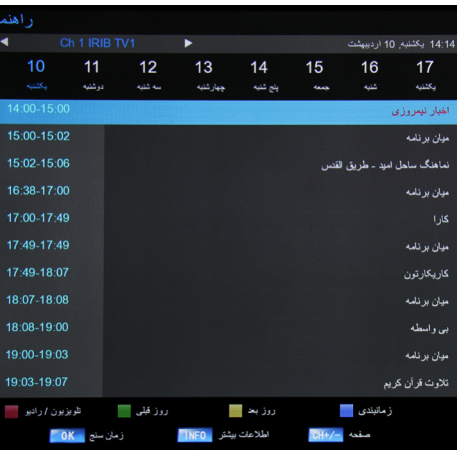 راهنم
Ch 1 IRIB TV1
14:14 یکشنبه, 10 اردیبهشت
10 11 12 13 14 15 16 17
یکشنبه دوشنبه سه شنبه چهارشنبه پنج شنبه جمعه شنبه یکشنبه
14:00-15:00 اخبار نیمروزی
15:00-15:02 میان برنامه
15:02-15:06 نماهنگ ساحل امید - طریق القدس
16:38-17:00 میان برنامه
17:00-17:49 کارا
17:49-17:49 میان برنامه
17:49-18:07 کاریکارتون
18:07-18:08 میان برنامه
18:08-19:00 بی واسطه
19:00-19:03 میان برنامه
19:03-19:07 تلاوت قرآن کریم
تلویزیون / رادیو روز قبلی روز بعد زمانبندی
OK زمان سنج INFO اطلاعات بیشتر CH+/- صفحه